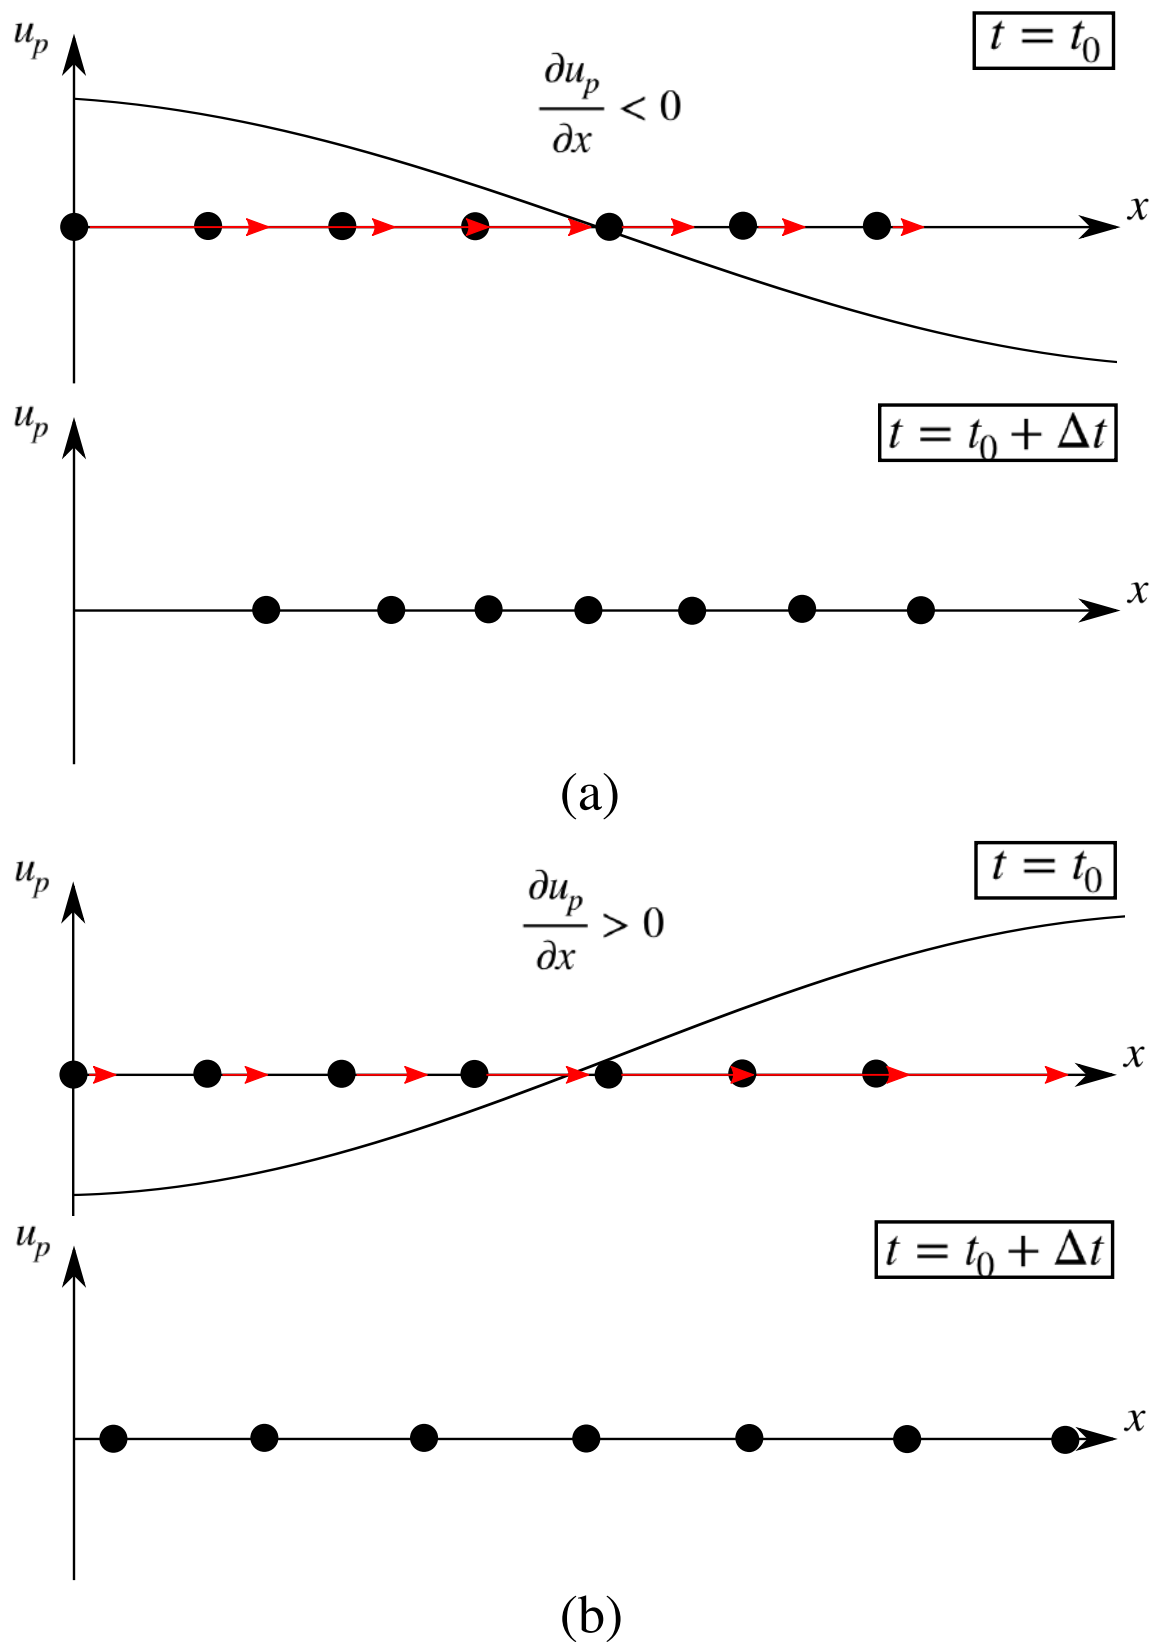 u_p
t = t_0
∂u_p/∂x < 0
x
u_p
t = t_0 + Δt
x
(a)
u_p
t = t_0
∂u_p/∂x > 0
x
u_p
t = t_0 + Δt
x
(b)